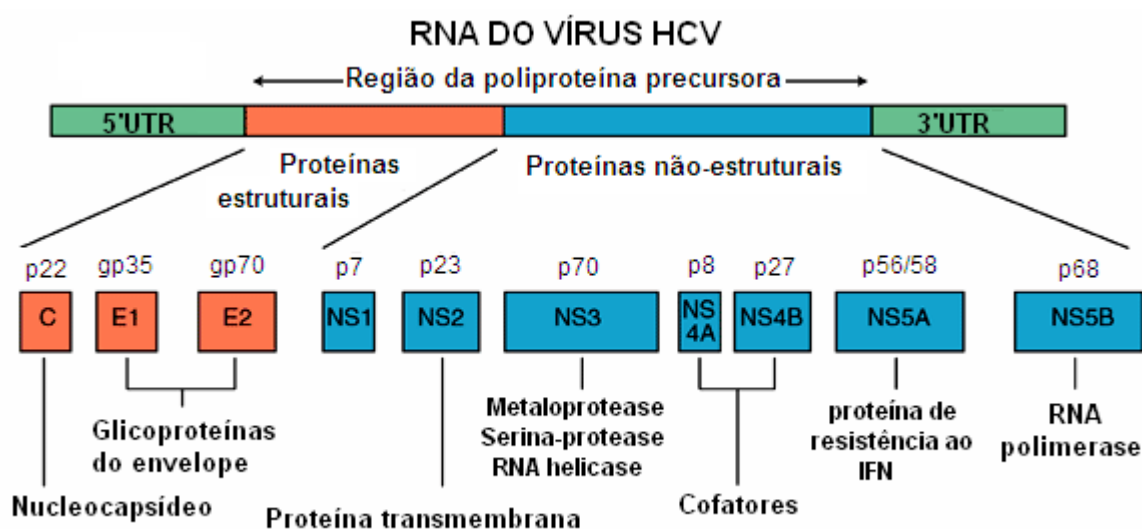 RNA DO VÍRUS HCV
Região da poliproteína precursora
5'UTR
3'UTR
Proteínas
estruturais
Proteínas não-estruturais
p22
gp35
gp70
p7
p23
p70
p8
p27
p56/58
p68
C
E1
E2
NS1
NS2
NS3
NS
4A
NS4B
NS5A
NS5B
Glicoproteínas
do envelope
Metaloprotease
Serina-protease
RNA helicase
proteína de
resistência ao
IFN
RNA
polimerase
Nucleocapsídeo
Proteína transmembrana
Cofatores